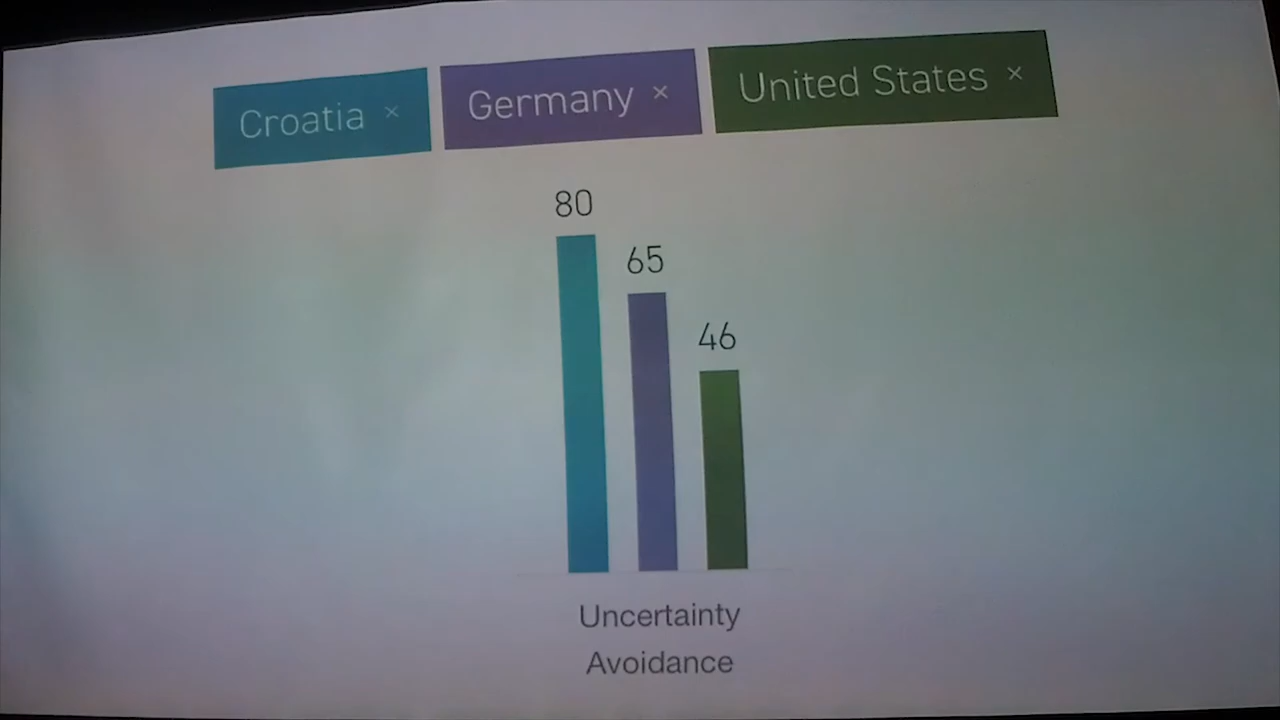 Croatia ×
Germany ×
United States ×
80
65
46
Uncertainty
Avoidance